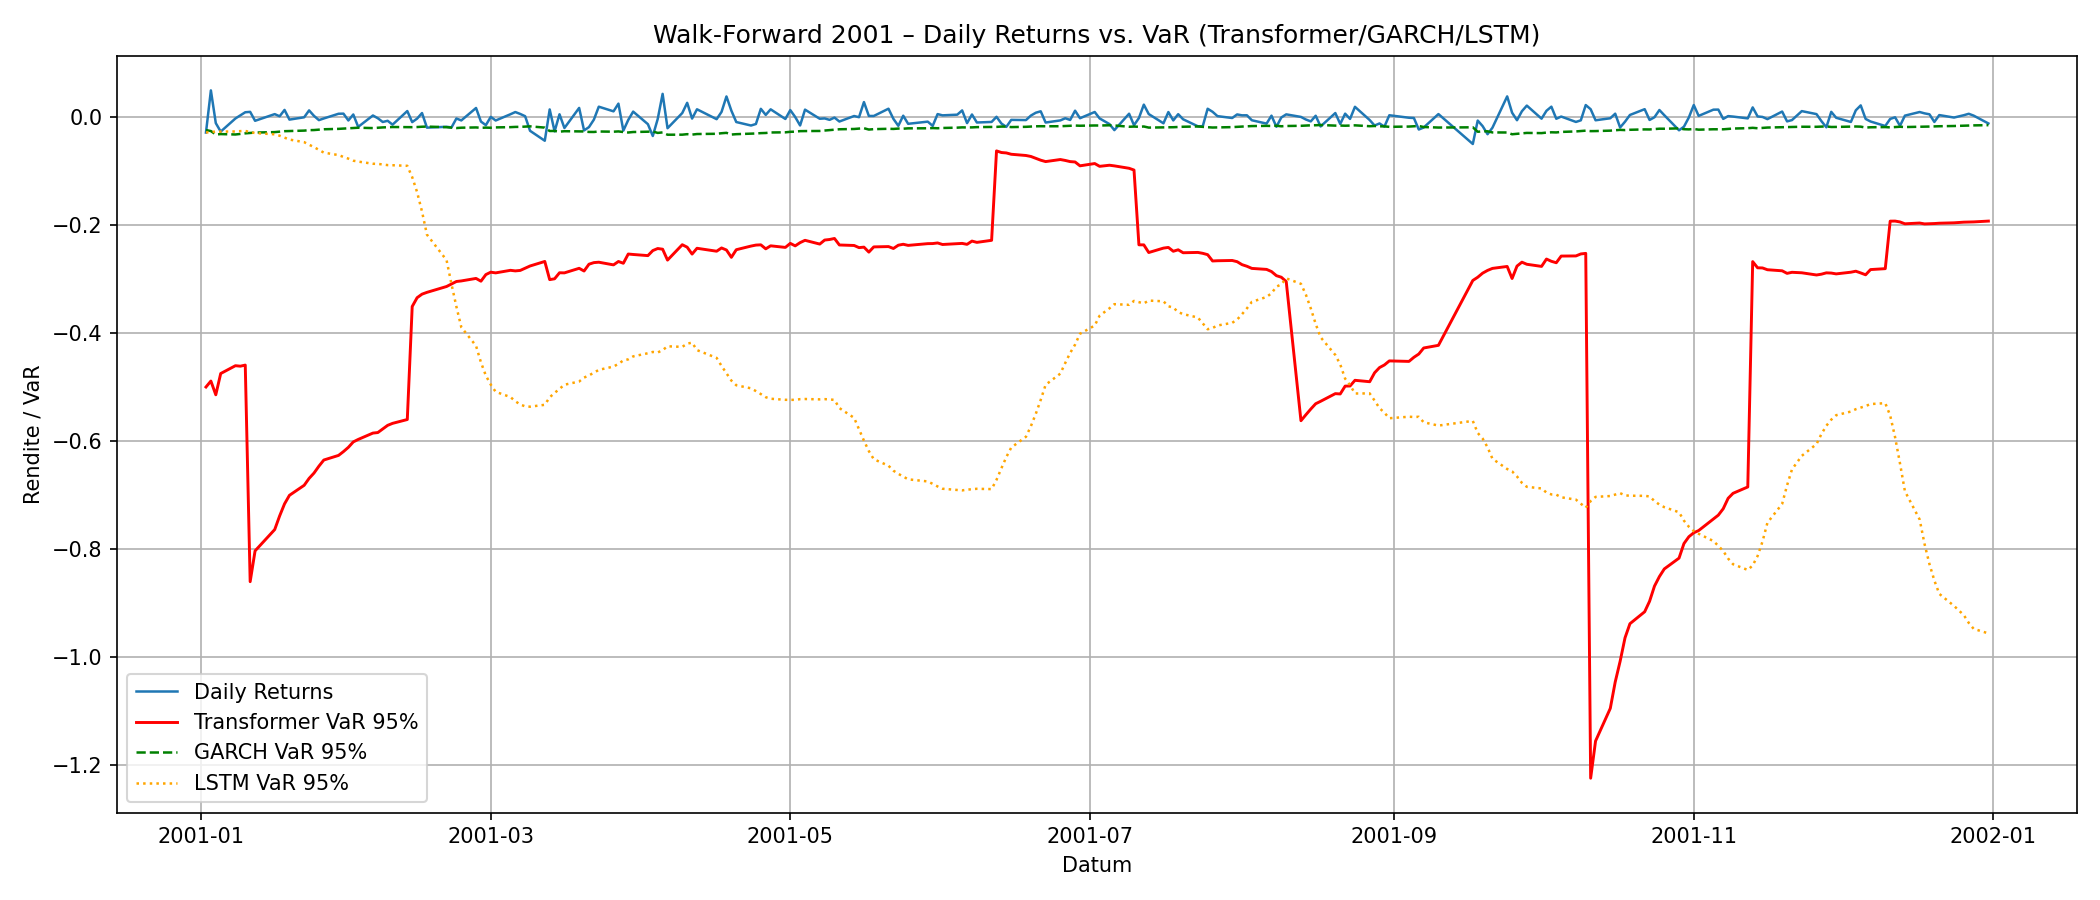 Walk-Forward 2001 – Daily Returns vs. VaR (Transformer/GARCH/LSTM)
Rendite / VaR
0.0
−0.2
−0.4
−0.6
−0.8
−1.0
−1.2
Daily Returns
Transformer VaR 95%
GARCH VaR 95%
LSTM VaR 95%
2001-01
2001-03
2001-05
2001-07
2001-09
2001-11
2002-01
Datum